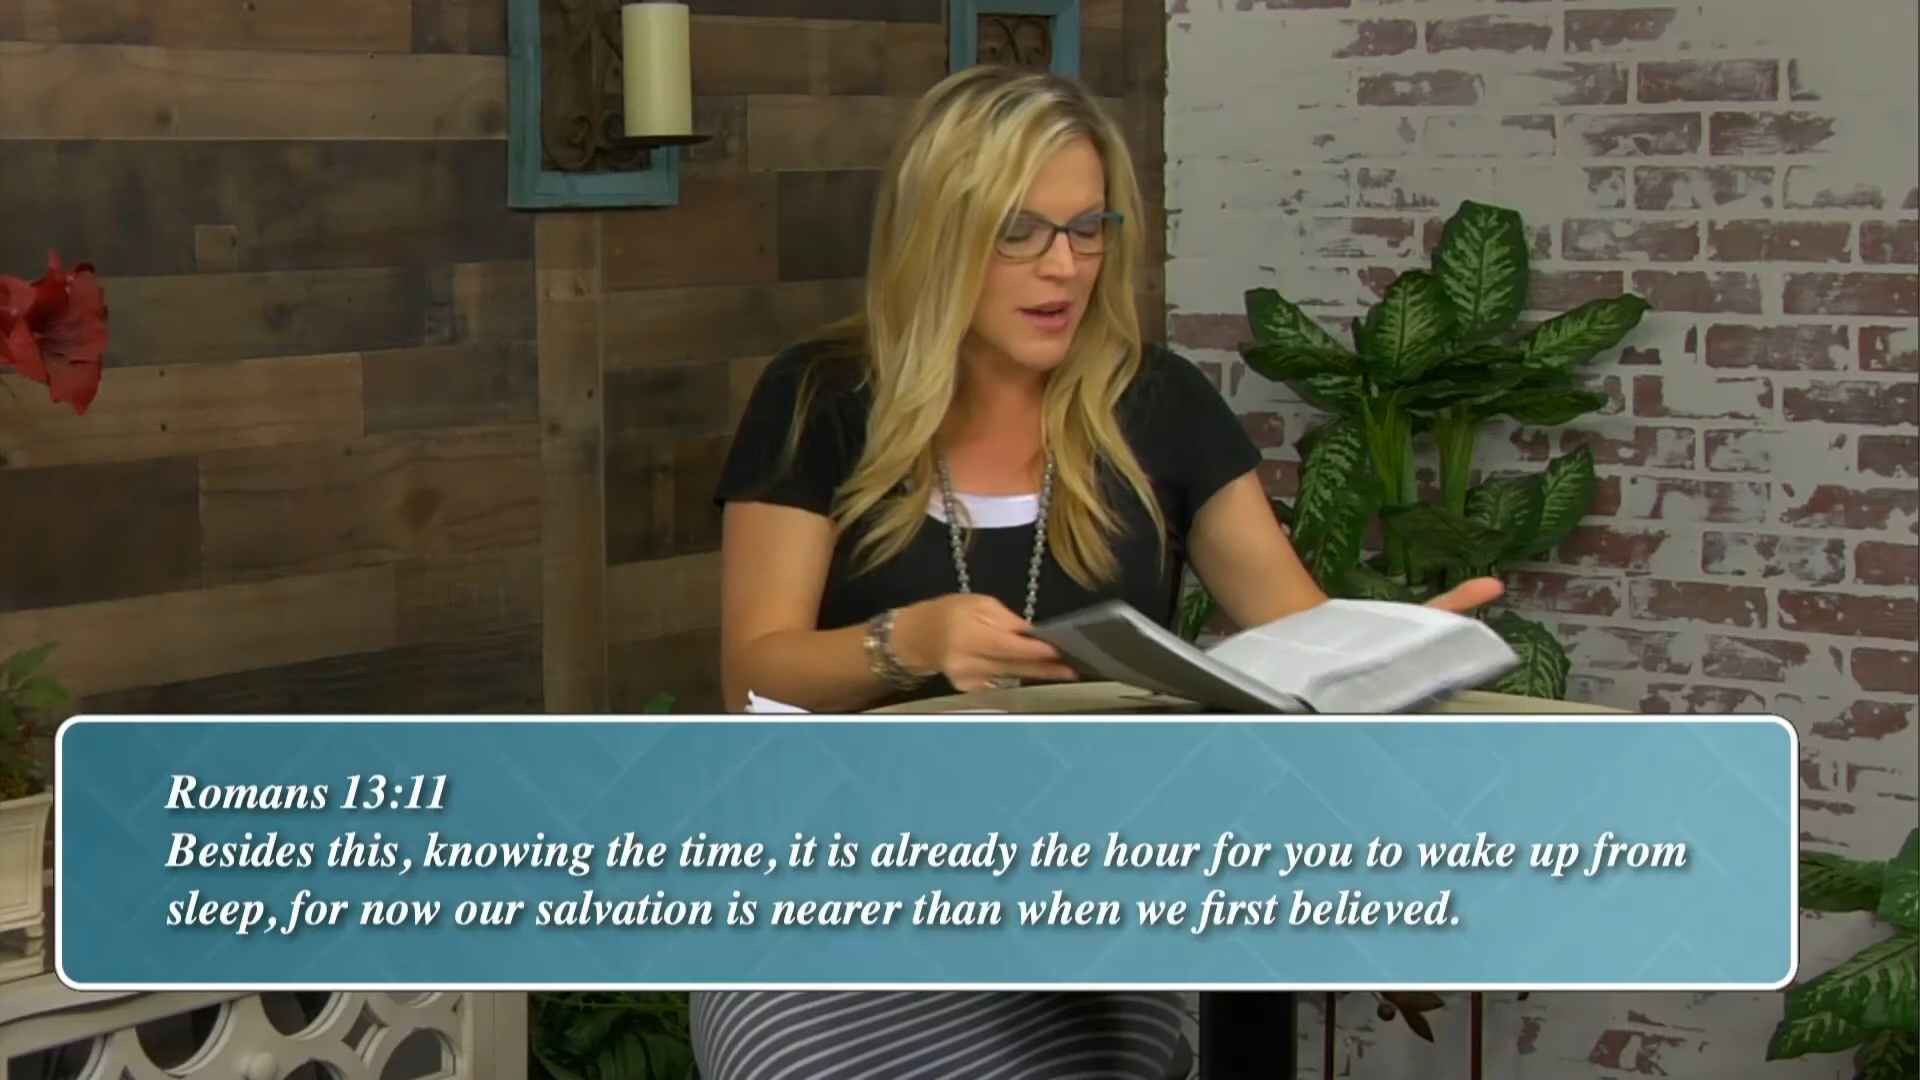 Romans 13:11
Besides this, knowing the time, it is already the hour for you to wake up from
sleep, for now our salvation is nearer than when we first believed.